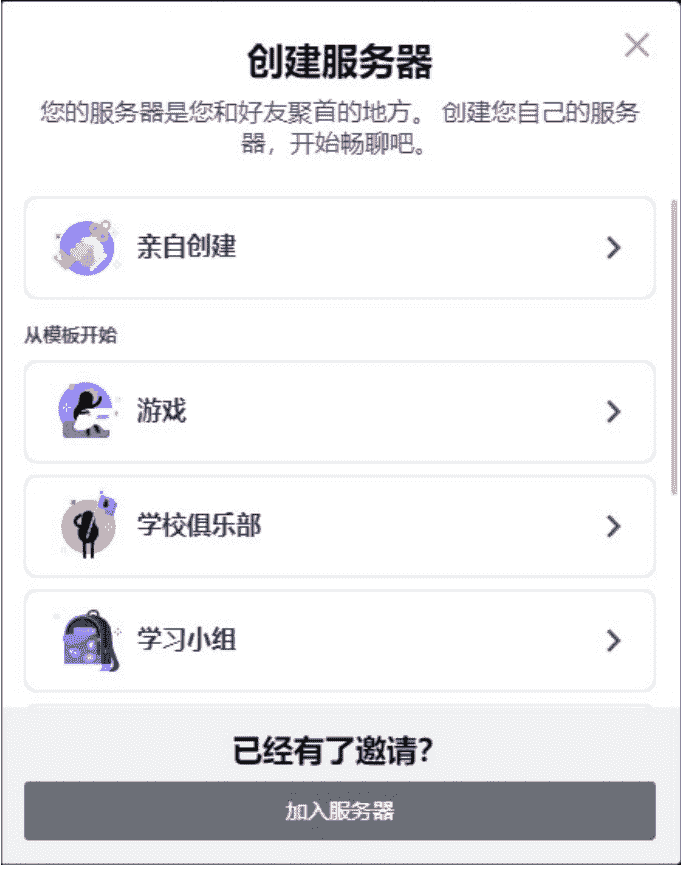 创建服务器
您的服务器是您和好友聚首的地方。 创建您自己的服务
器，开始畅聊吧。
亲自创建
从模板开始
游戏
学校俱乐部
学习小组
已经有了邀请？
加入服务器